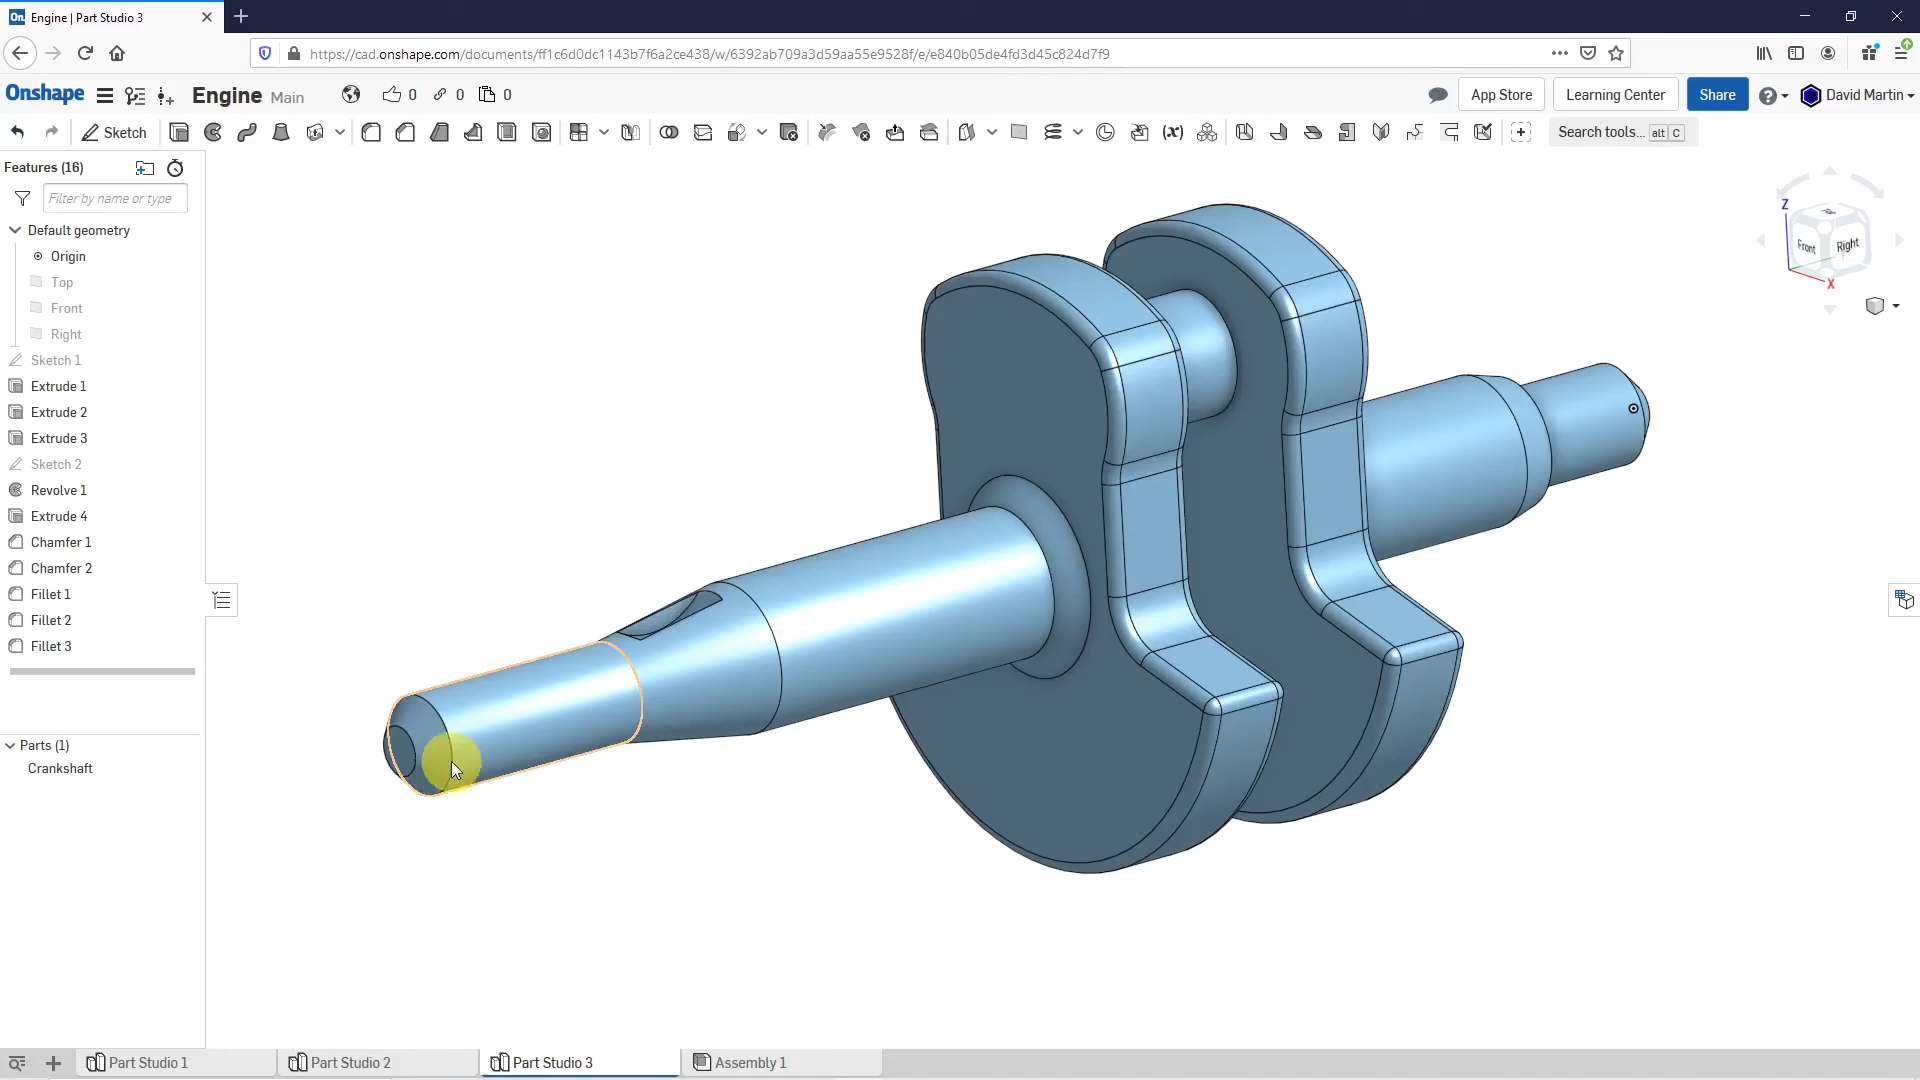 On. Engine | Part Studio 3
https://cad.onshape.com/documents/ff1c6d0dc1143b7f6a2ce438/w/6392ab709a3d59aa55e9528f/e/e840b05de4fd3d45c824d7f9
Onshape Engine Main 0 0 0 App Store Learning Center Share David Martin
Sketch (x) Search tools... alt C
Features (16)
Filter by name or type
Default geometry
Origin
Top
Front
Right
Sketch 1
Extrude 1
Extrude 2
Extrude 3
Sketch 2
Revolve 1
Extrude 4
Chamfer 1
Chamfer 2
Fillet 1
Fillet 2
Fillet 3
Parts (1)
Crankshaft
Z
Front Right
X
Part Studio 1 Part Studio 2 Part Studio 3 Assembly 1